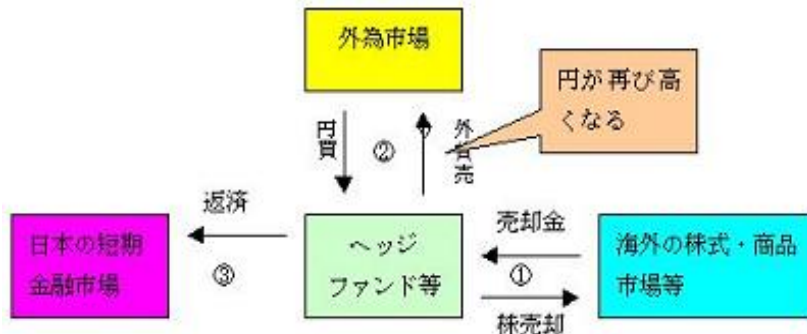 外為市場
円が再び高
くなる
円買
②
外貨売
返済
③
日本の短期
金融市場
ヘッジ
ファンド等
売却金
①
株売却
海外の株式・商品
市場等